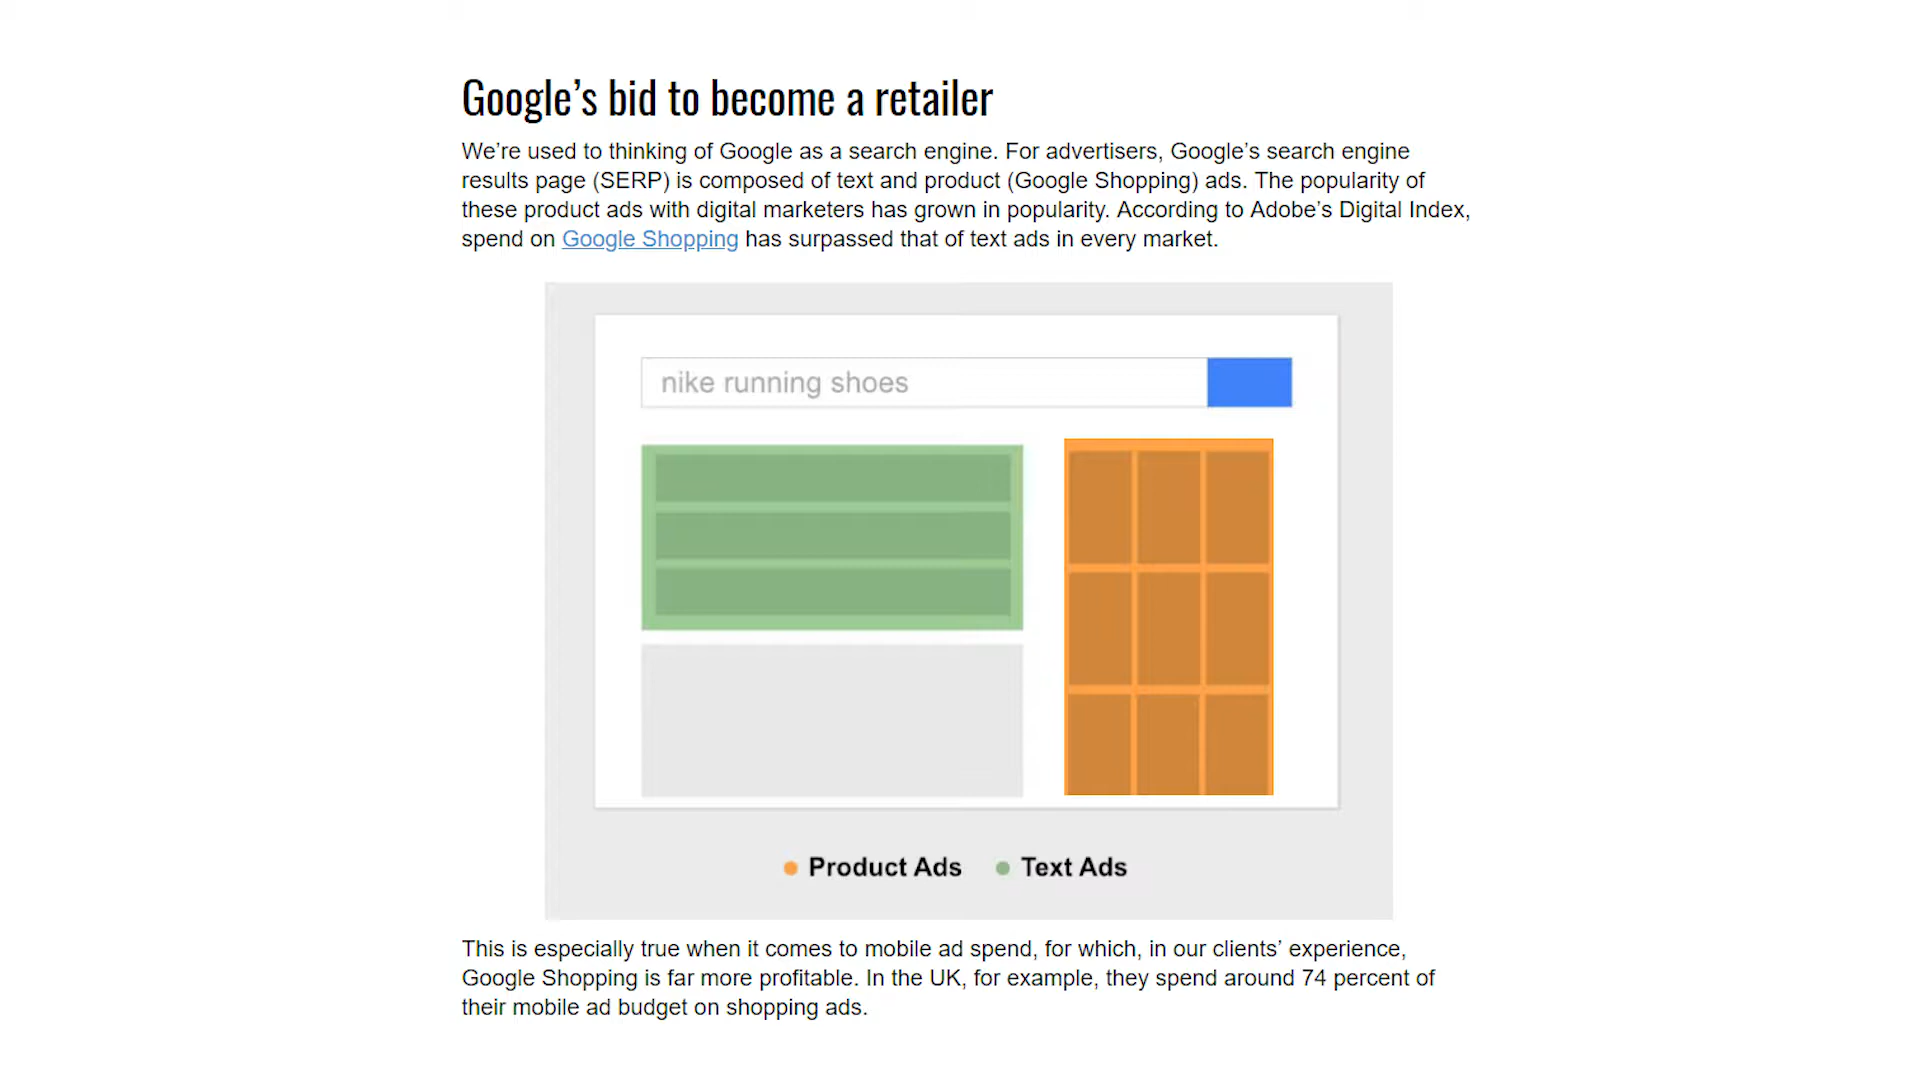 Google’s bid to become a retailer
We’re used to thinking of Google as a search engine. For advertisers, Google’s search engine
results page (SERP) is composed of text and product (Google Shopping) ads. The popularity of
these product ads with digital marketers has grown in popularity. According to Adobe’s Digital Index,
spend on Google Shopping has surpassed that of text ads in every market.
nike running shoes
Product Ads
Text Ads
This is especially true when it comes to mobile ad spend, for which, in our clients’ experience,
Google Shopping is far more profitable. In the UK, for example, they spend around 74 percent of
their mobile ad budget on shopping ads.